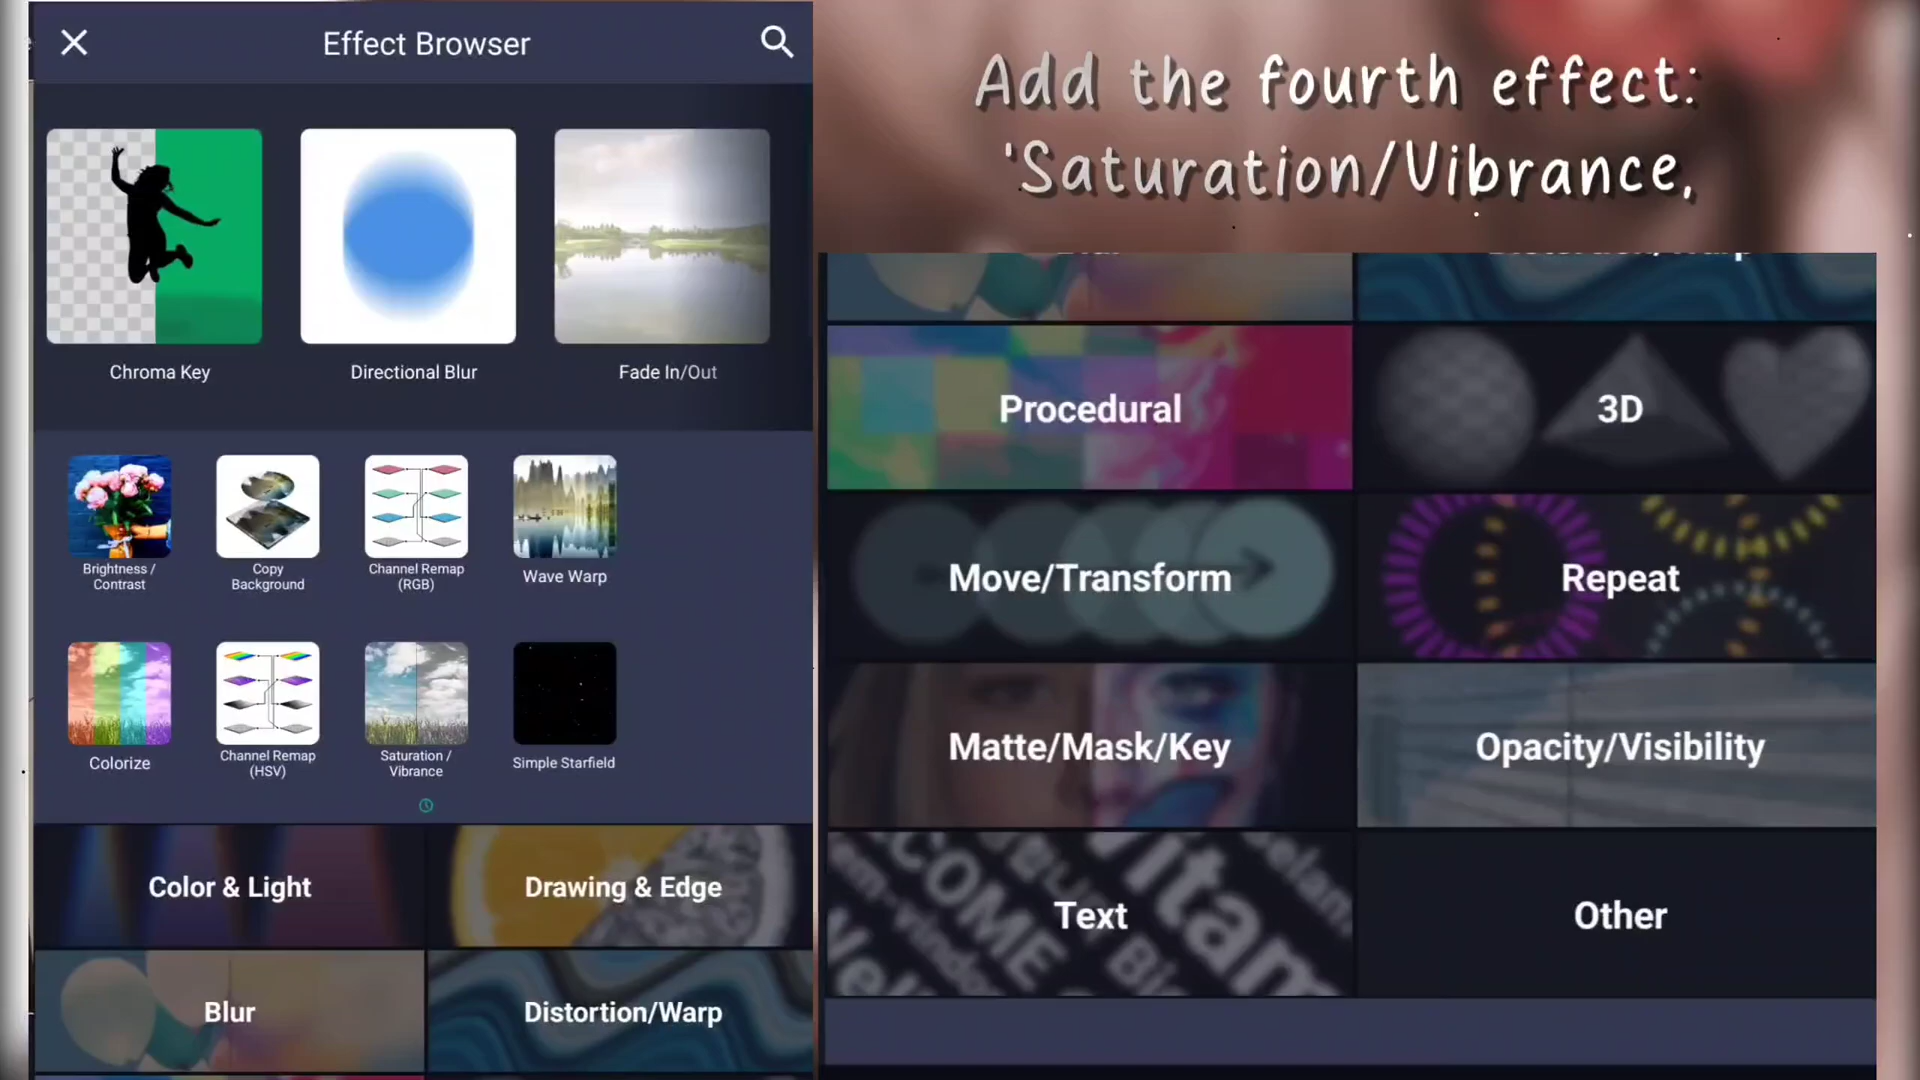 Effect Browser
Chroma Key
Directional Blur
Fade In/Out
Brightness /
Contrast
Copy
Background
Channel Remap
(RGB)
Wave Warp
Colorize
Channel Remap
(HSV)
Saturation /
Vibrance
Simple Starfield
Color & Light
Drawing & Edge
Blur
Distortion/Warp
Add the fourth effect:
'Saturation/Vibrance,
Procedural
3D
Move/Transform
Repeat
Matte/Mask/Key
Opacity/Visibility
Text
Other